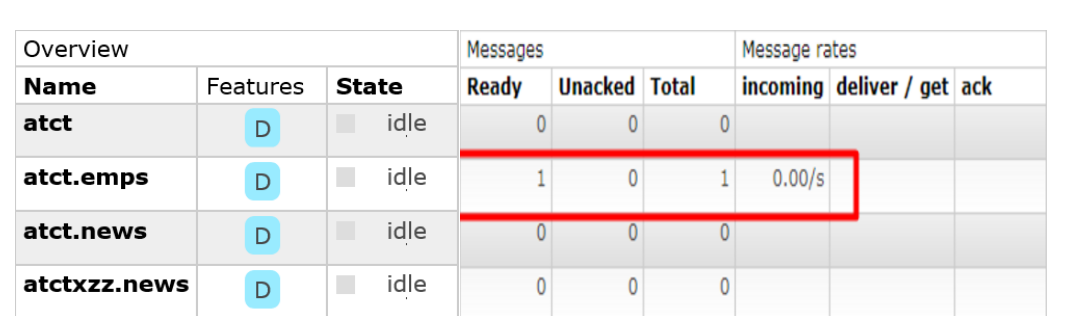 Overview Messages Message rates
Name Features State Ready Unacked Total incoming deliver / get ack
atct D idle 0 0 0
atct.emps D idle 1 0 1 0.00/s
atct.news D idle 0 0 0
atctxzz.news D idle 0 0 0